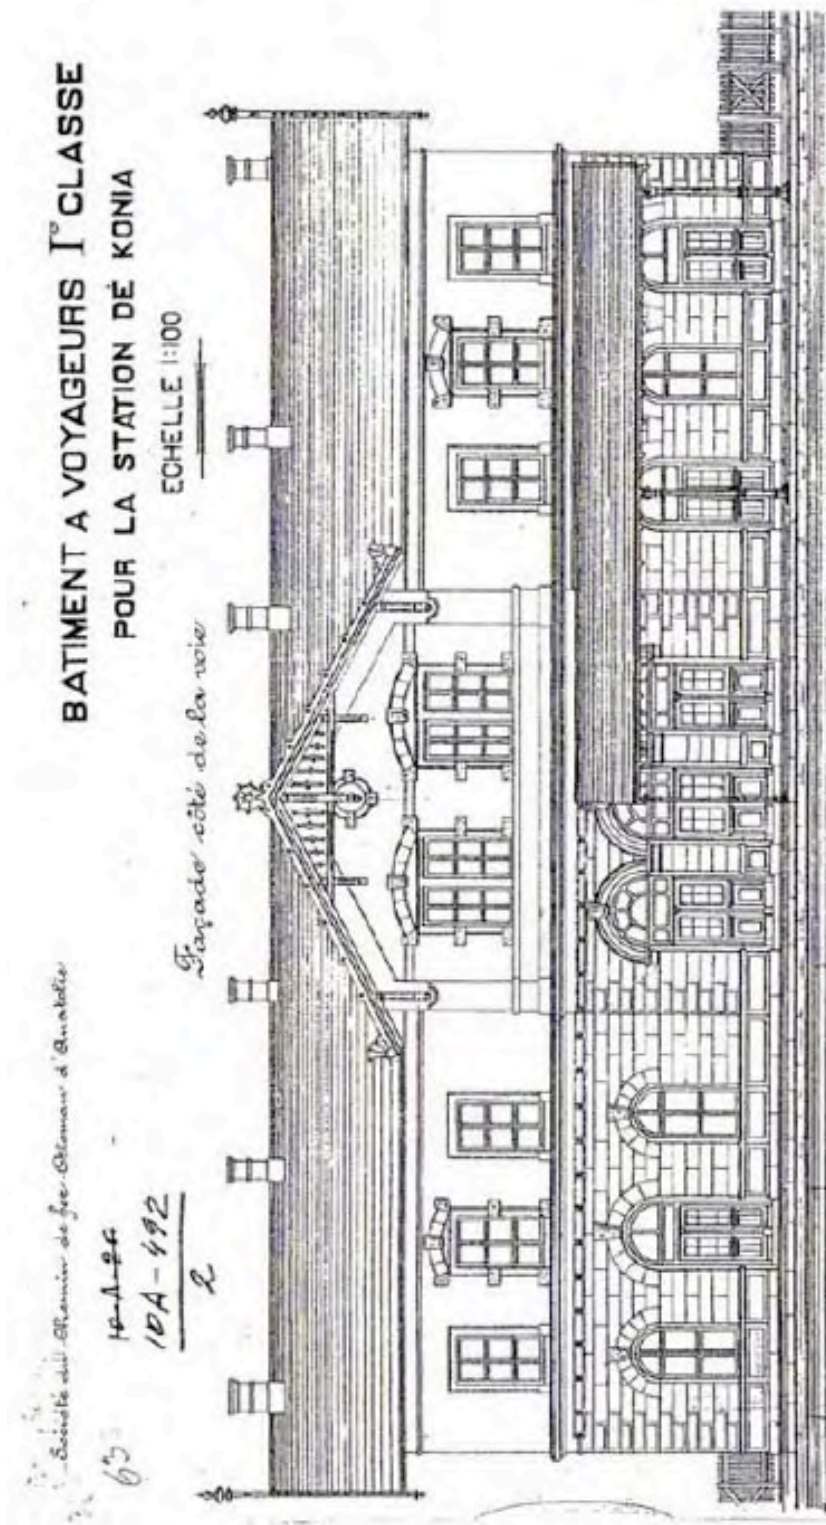 Société du Chemin de fer Ottoman d'Anatolie
63
10A-492
2
BATIMENT A VOYAGEURS Iº CLASSE
POUR LA STATION DE KONIA
ECHELLE 1:100
Façade côté de la voie